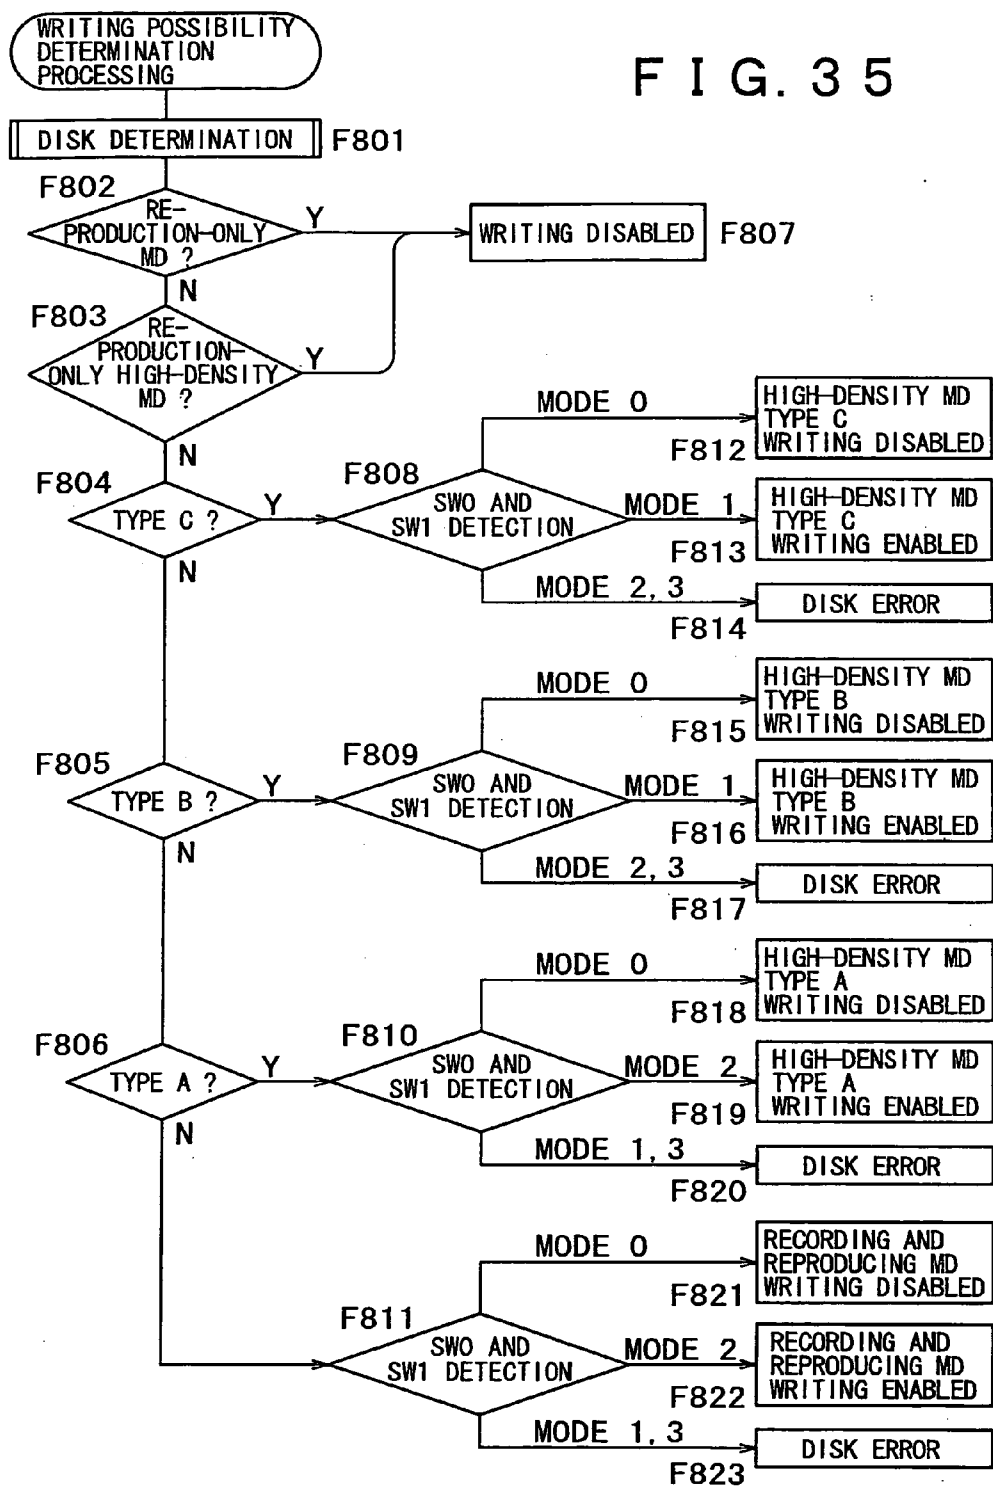 WRITING POSSIBILITY
DETERMINATION
PROCESSING
FIG. 35
DISK DETERMINATION
F801
F802
RE-
PRODUCTION-ONLY
MD ?
Y
N
WRITING DISABLED
F807
F803
RE-
PRODUCTION-
ONLY HIGH-DENSITY
MD ?
Y
N
F804
TYPE C ?
Y
N
F808
SW0 AND
SW1 DETECTION
MODE 0
F812
HIGH-DENSITY MD
TYPE C
WRITING DISABLED
MODE 1
F813
HIGH-DENSITY MD
TYPE C
WRITING ENABLED
MODE 2, 3
F814
DISK ERROR
F805
TYPE B ?
Y
N
F809
SW0 AND
SW1 DETECTION
MODE 0
F815
HIGH-DENSITY MD
TYPE B
WRITING DISABLED
MODE 1
F816
HIGH-DENSITY MD
TYPE B
WRITING ENABLED
MODE 2, 3
F817
DISK ERROR
F806
TYPE A ?
Y
N
F810
SW0 AND
SW1 DETECTION
MODE 0
F818
HIGH-DENSITY MD
TYPE A
WRITING DISABLED
MODE 2
F819
HIGH-DENSITY MD
TYPE A
WRITING ENABLED
MODE 1, 3
F820
DISK ERROR
F811
SW0 AND
SW1 DETECTION
MODE 0
F821
RECORDING AND
REPRODUCING MD
WRITING DISABLED
MODE 2
F822
RECORDING AND
REPRODUCING MD
WRITING ENABLED
MODE 1, 3
F823
DISK ERROR